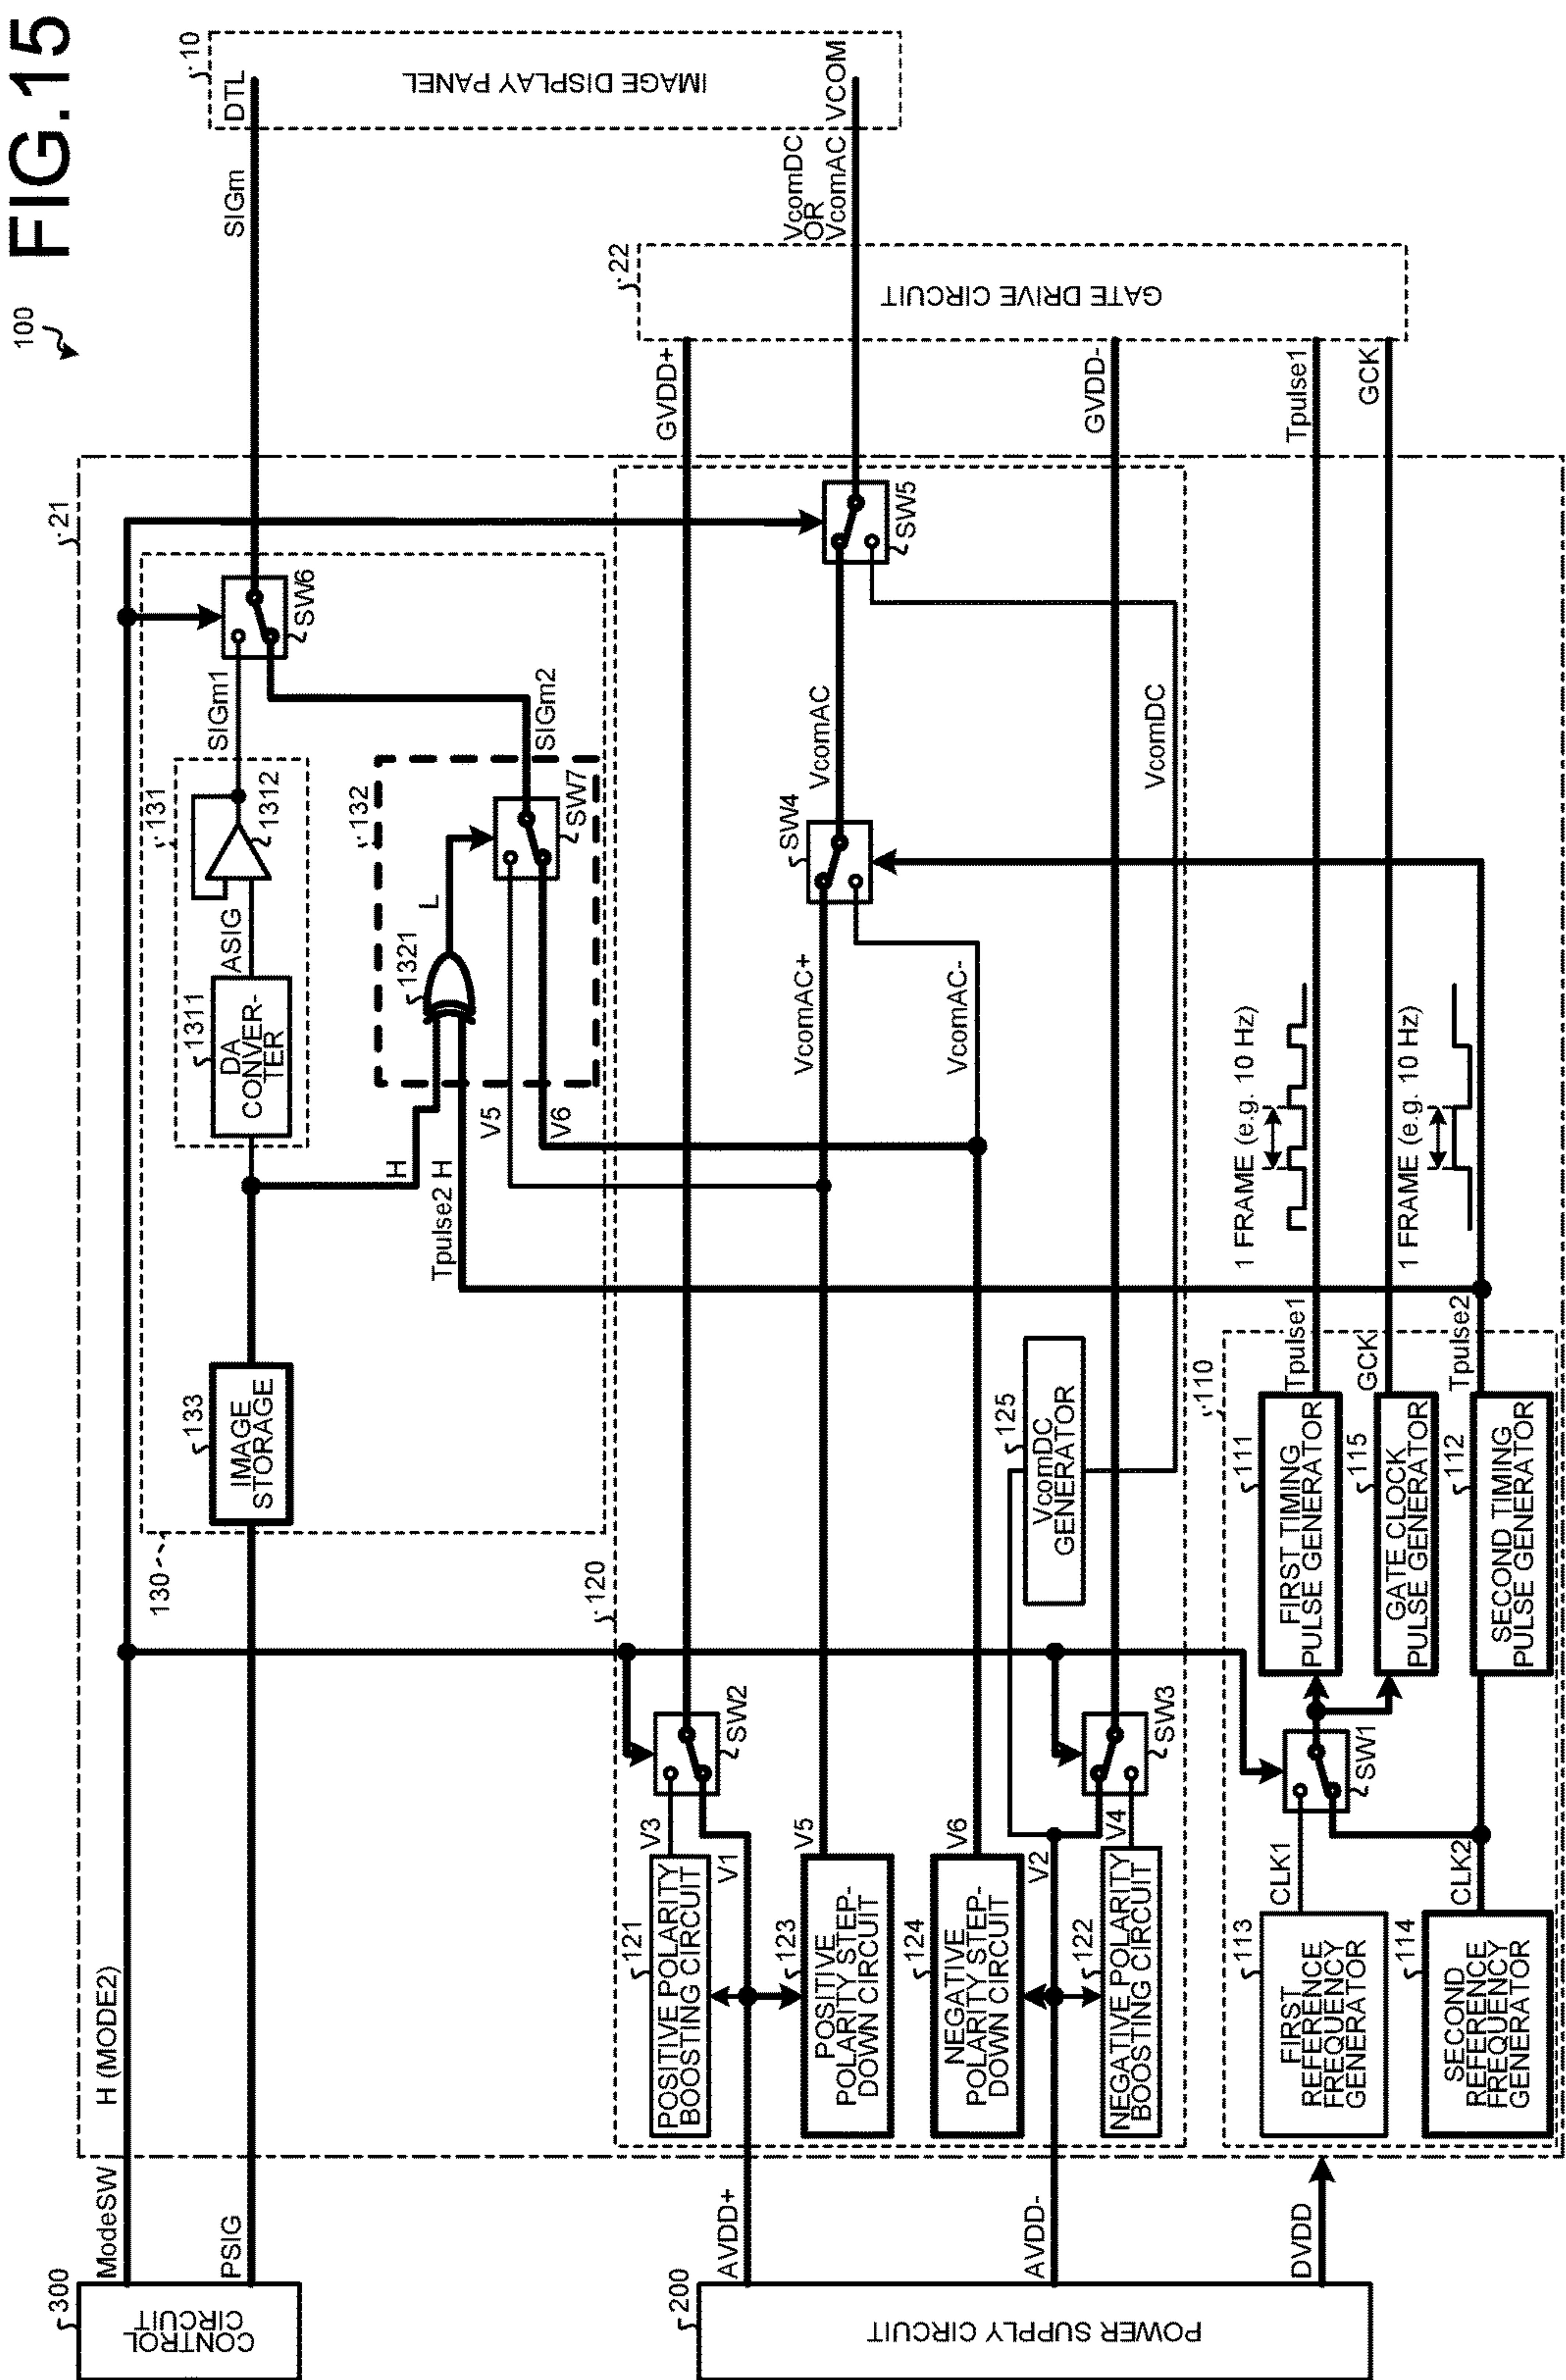 FIG.15
100
300
CONTROL
CIRCUIT
ModeSW
PSIG
H (MODE2)
21
130
133
IMAGE
STORAGE
131
1311
DA
CONVER-
TER
ASIG
1312
SIGm1
SW6
SIGm
10
DTL
IMAGE DISPLAY PANEL
VCOM
H
Tpulse2 H
V5
V6
132
1321
L
SW7
SIGm2
200
POWER SUPPLY CIRCUIT
AVDD+
AVDD-
DVDD
120
121
POSITIVE POLARITY
BOOSTING CIRCUIT
V3
V1
SW2
GVDD+
123
POSITIVE
POLARITY STEP-
DOWN CIRCUIT
V5
VcomAC+
124
NEGATIVE
POLARITY STEP-
DOWN CIRCUIT
V6
VcomAC-
SW4
VcomAC
SW5
VcomDC
OR
VcomAC
122
NEGATIVE POLARITY
BOOSTING CIRCUIT
V2
V4
SW3
125
VcomDC
GENERATOR
VcomDC
GVDD-
22
GATE DRIVE CIRCUIT
110
113
FIRST
REFERENCE
FREQUENCY
GENERATOR
CLK1
114
SECOND
REFERENCE
FREQUENCY
GENERATOR
CLK2
SW1
111
FIRST TIMING
PULSE GENERATOR
Tpulse1
115
GATE CLOCK
PULSE GENERATOR
GCK
112
SECOND TIMING
PULSE GENERATOR
Tpulse2
1 FRAME (e.g. 10 Hz)
1 FRAME (e.g. 10 Hz)
Tpulse1
GCK